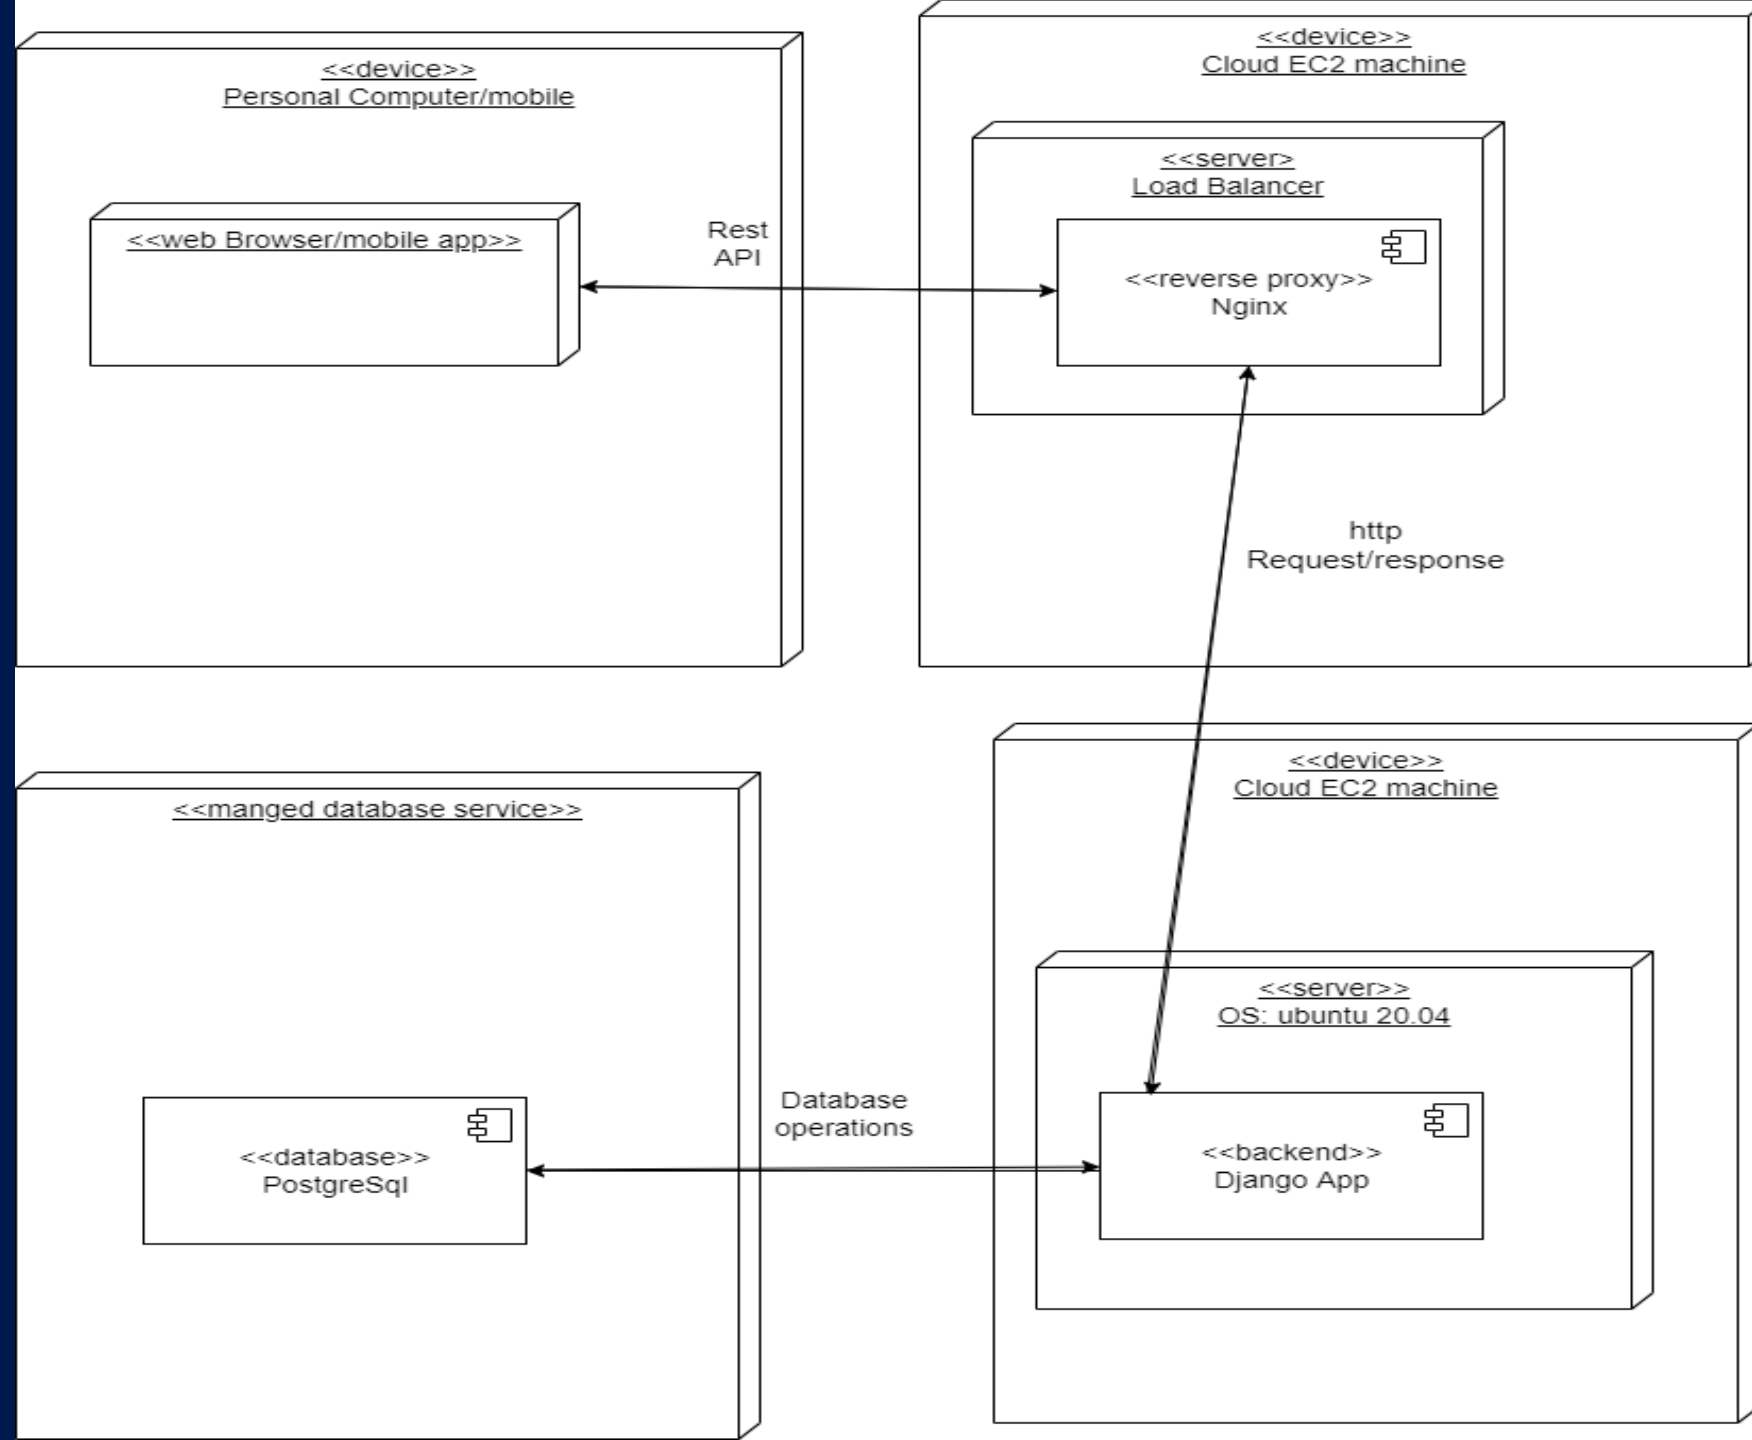 <<device>>
Personal Computer/mobile
<<web Browser/mobile app>>
Rest
API
<<device>>
Cloud EC2 machine
<<server>
Load Balancer
<<reverse proxy>>
Nginx
http
Request/response
<<manged database service>>
<<database>>
PostgreSql
Database
operations
<<device>>
Cloud EC2 machine
<<server>>
OS: ubuntu 20.04
<<backend>>
Django App